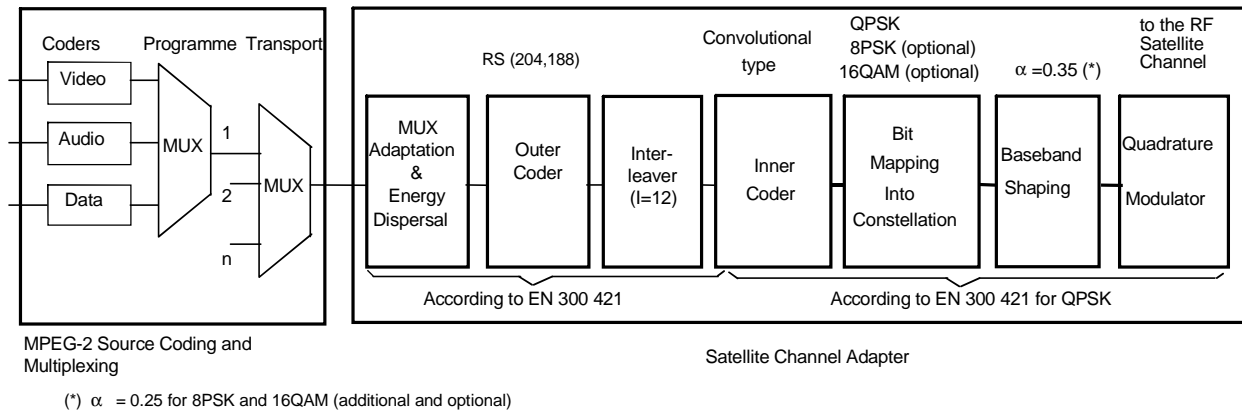 Coders Programme Transport
Video
Audio
Data
MUX
1
2
n
MUX
RS (204,188)
Convolutional
type
QPSK
8PSK (optional)
16QAM (optional)
α =0.35 (*)
to the RF
Satellite
Channel
MUX
Adaptation
&
Energy
Dispersal
Outer
Coder
Inter-
leaver
(I=12)
Inner
Coder
Bit
Mapping
Into
Constellation
Baseband
Shaping
Quadrature
Modulator
According to EN 300 421
According to EN 300 421 for QPSK
MPEG-2 Source Coding and
Multiplexing
Satellite Channel Adapter
(*) α = 0.25 for 8PSK and 16QAM (additional and optional)